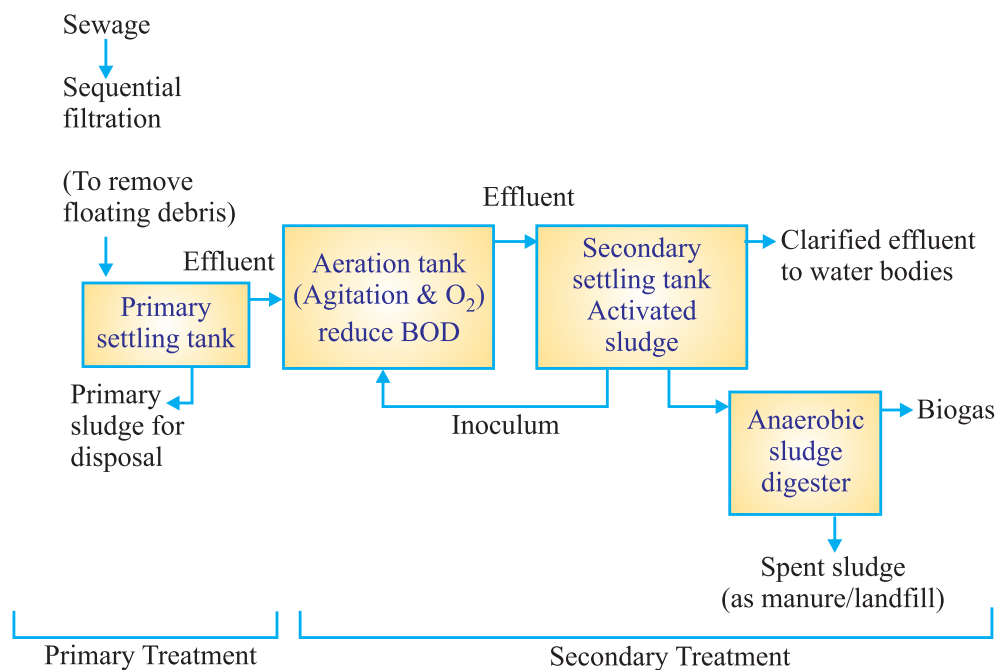 Sewage
Sequential
filtration
(To remove
floating debris)
Effluent
Primary
settling tank
Primary
sludge for
disposal
Aeration tank
(Agitation & O₂)
reduce BOD
Effluent
Secondary
settling tank
Activated
sludge
Clarified effluent
to water bodies
Inoculum
Anaerobic
sludge
digester
Biogas
Spent sludge
(as manure/landfill)
Primary Treatment
Secondary Treatment